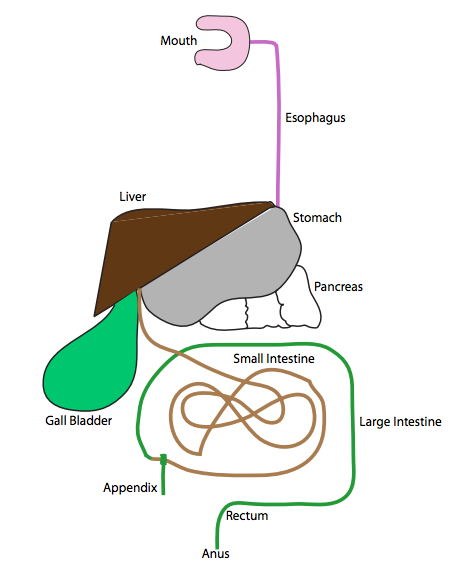 Mouth
Esophagus
Liver
Stomach
Pancreas
Small Intestine
Gall Bladder
Large Intestine
Appendix
Rectum
Anus